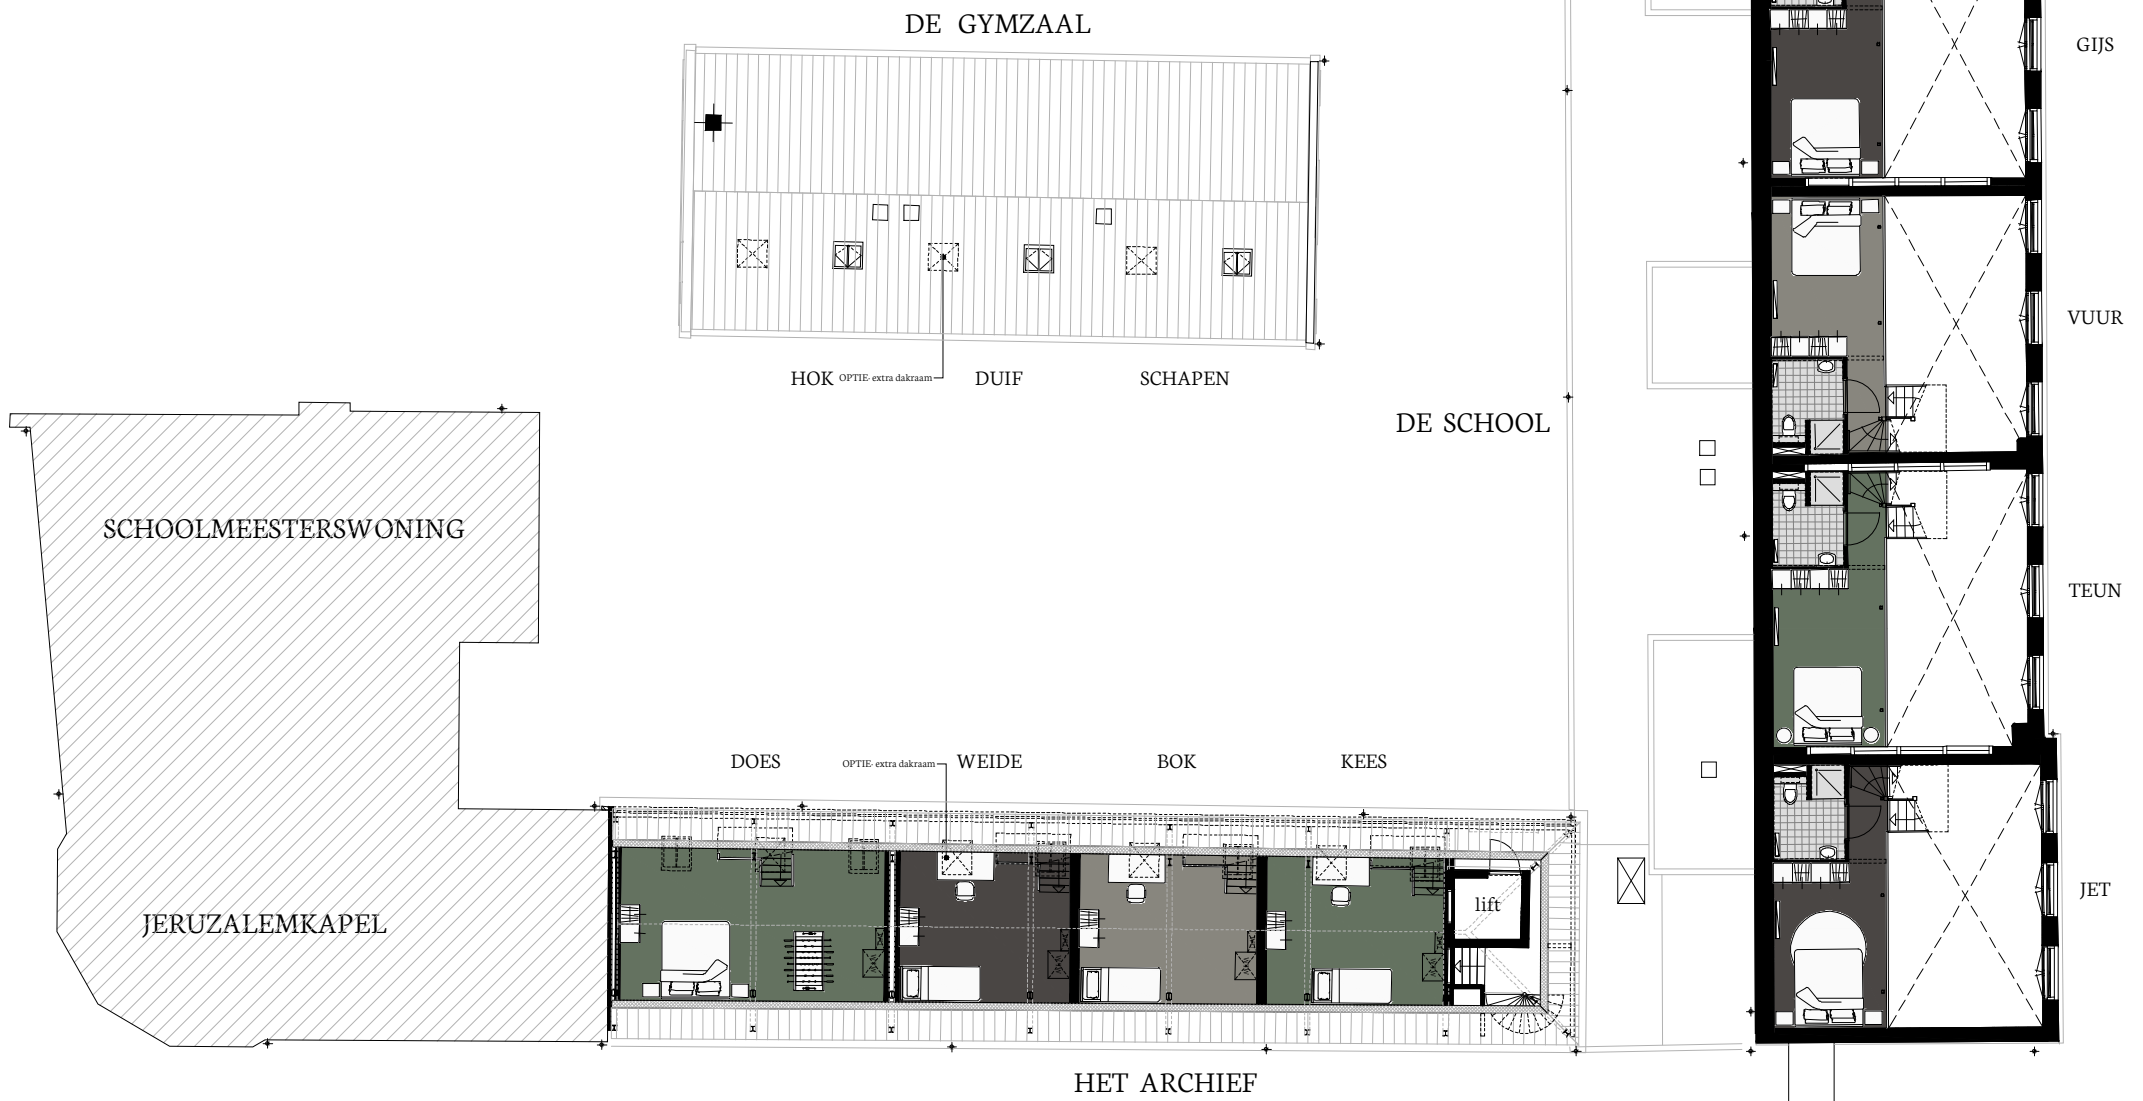 DE GYMZAAL
GIJS
VUUR
HOK OPTIE- extra dakraam DUIF SCHAPEN
DE SCHOOL
SCHOOLMEESTERSWONING
TEUN
DOES OPTIE- extra dakraam WEIDE BOK KEES
JET
lift
JERUZALEMKAPEL
HET ARCHIEF